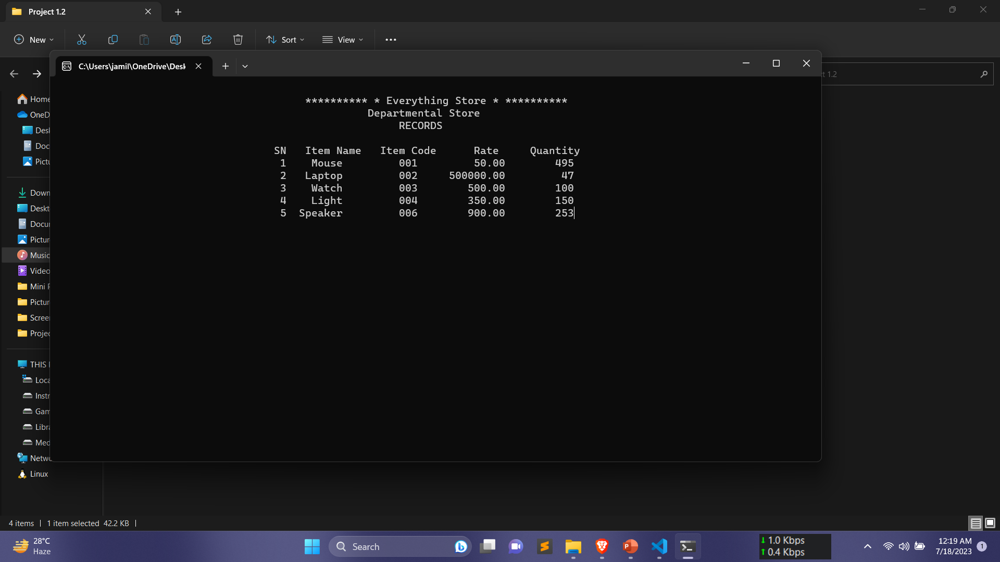 Project 1.2
New
Sort
View
C:\Users\jamil\OneDrive\Desk
t 1.2
********** * Everything Store * **********
Departmental Store
RECORDS
SN Item Name Item Code Rate Quantity
1 Mouse 001 50.00 495
2 Laptop 002 500000.00 47
3 Watch 003 500.00 100
4 Light 004 350.00 150
5 Speaker 006 900.00 253
Home
OneD
Desk
Doc
Pictu
Down
Deskt
Docur
Pictur
Music
Video
Mini P
Pictur
Screen
Projec
THIS
Loca
Instr
Gam
Libra
Med
Netwo
Linux
4 items | 1 item selected 42.2 KB |
28°C
Haze
Search
1.0 Kbps
0.4 Kbps
12:19 AM
7/18/2023
1